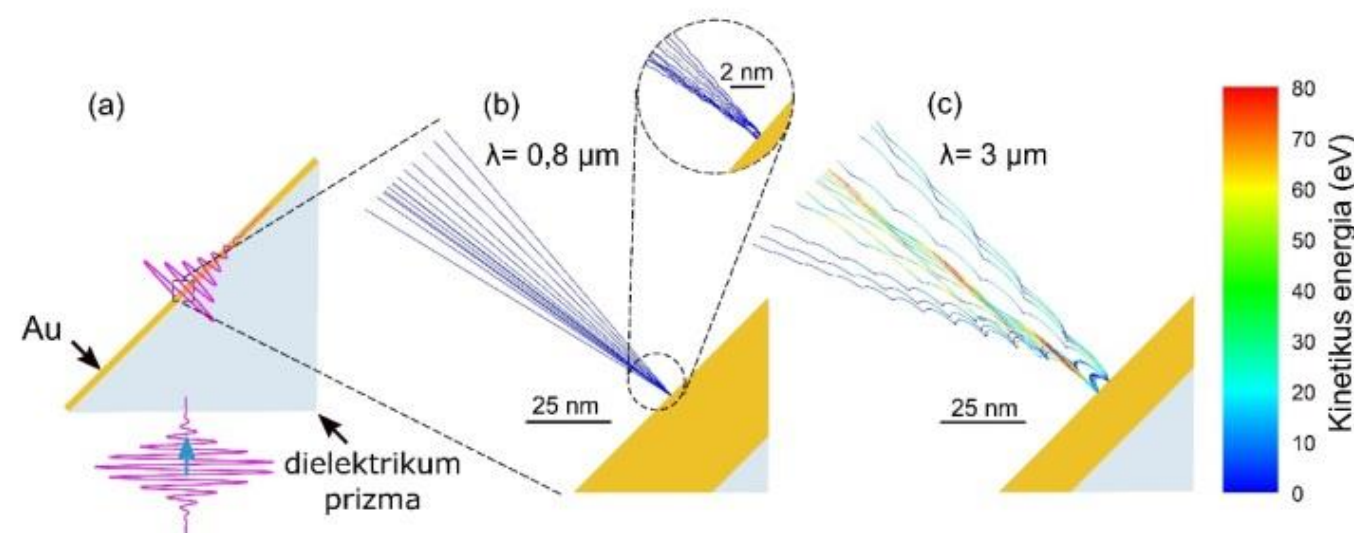 (a)
Au
dielektrikum
prizma
(b)
λ= 0,8 μm
2 nm
25 nm
(c)
λ= 3 μm
25 nm
80
70
60
50
40
30
20
10
0
Kinetikus energia (eV)